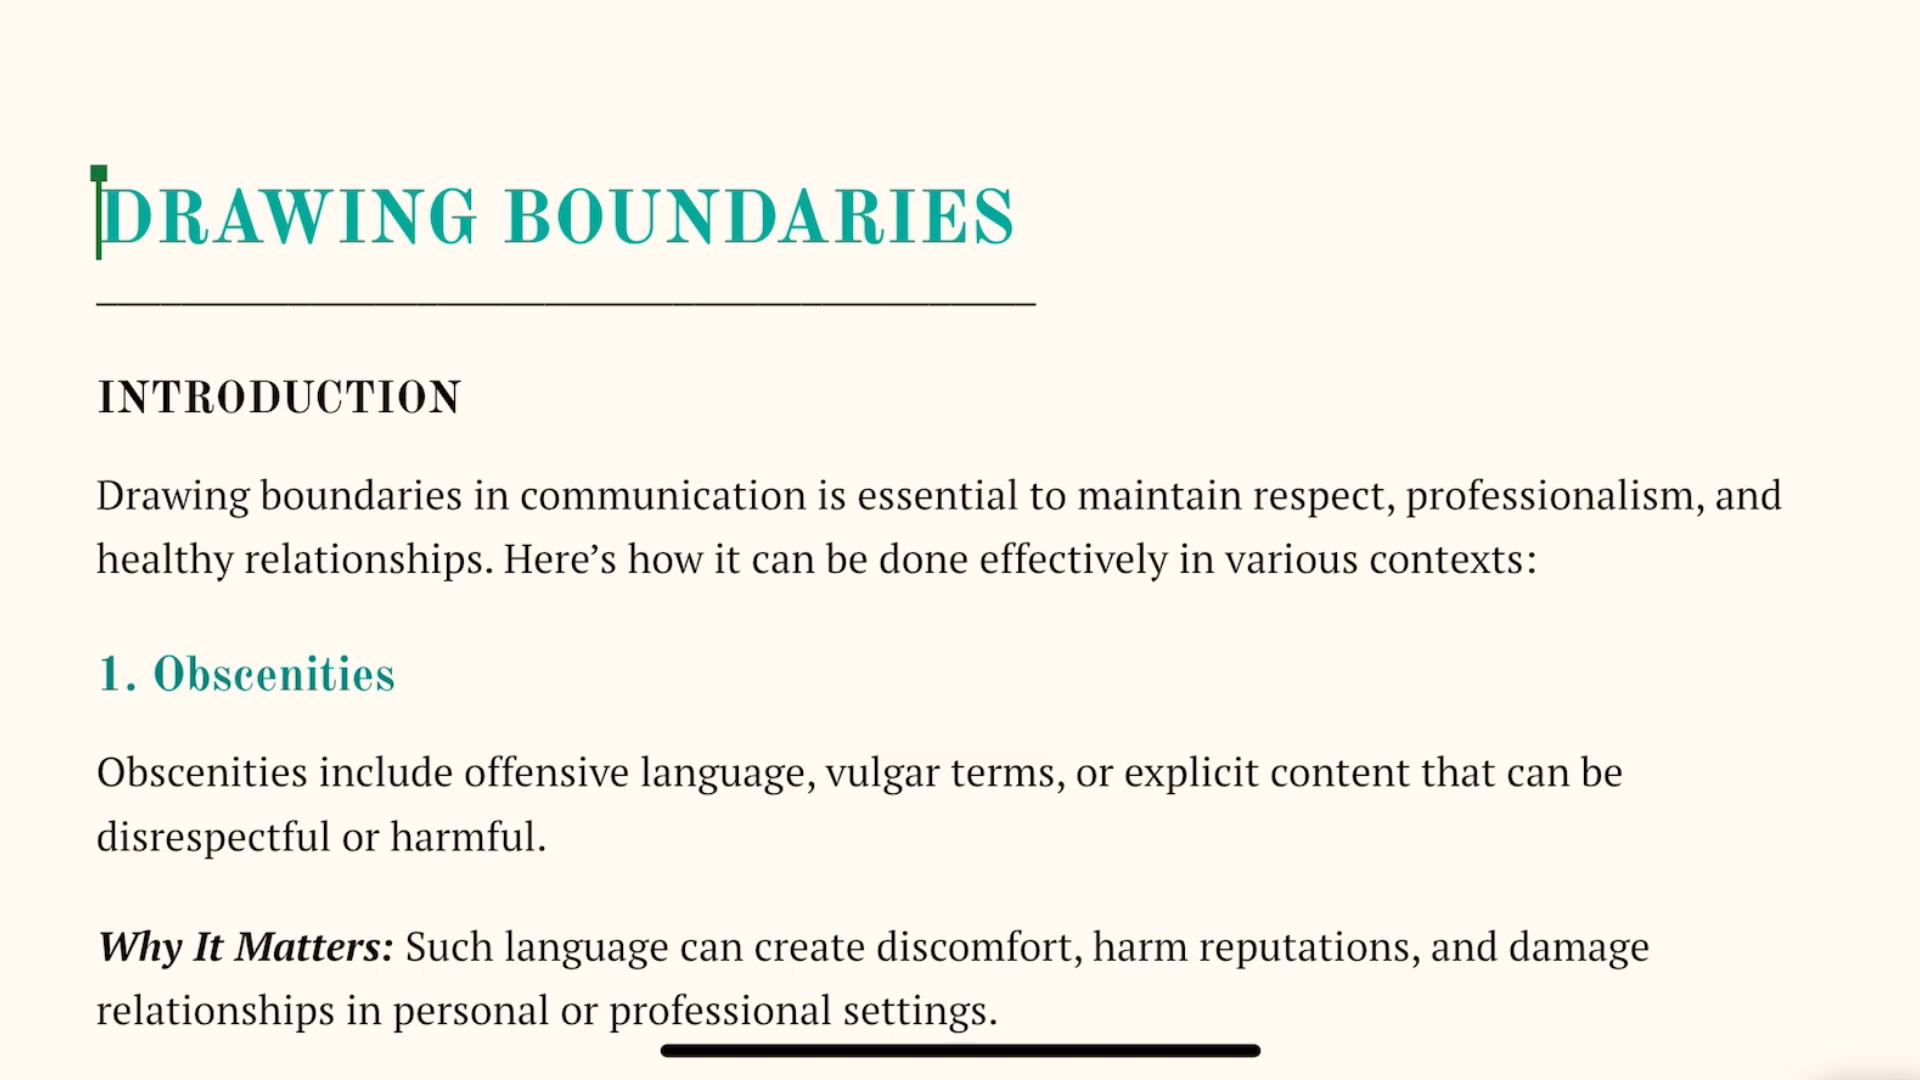 DRAWING BOUNDARIES
INTRODUCTION
Drawing boundaries in communication is essential to maintain respect, professionalism, and
healthy relationships. Here’s how it can be done effectively in various contexts:
1. Obscenities
Obscenities include offensive language, vulgar terms, or explicit content that can be
disrespectful or harmful.
Why It Matters: Such language can create discomfort, harm reputations, and damage
relationships in personal or professional settings.